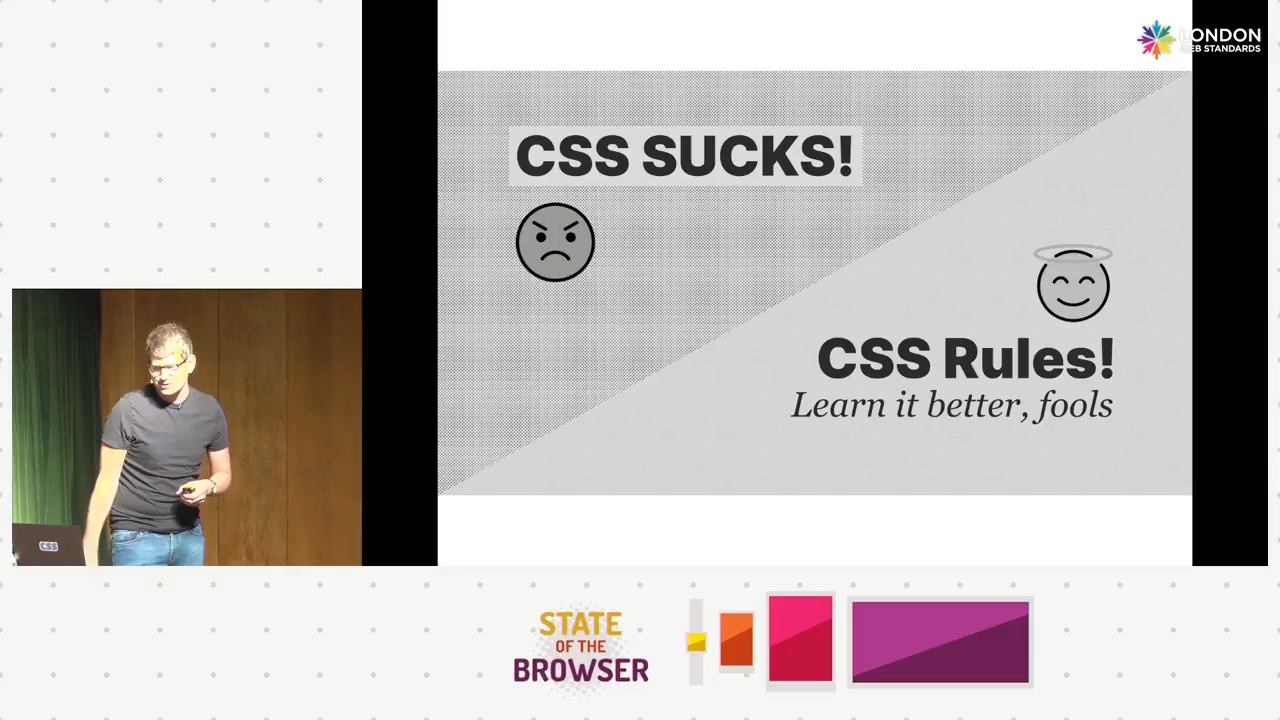 LONDON
WEB STANDARDS
CSS SUCKS!
CSS Rules!
Learn it better, fools
CSS
STATE
OF THE
BROWSER